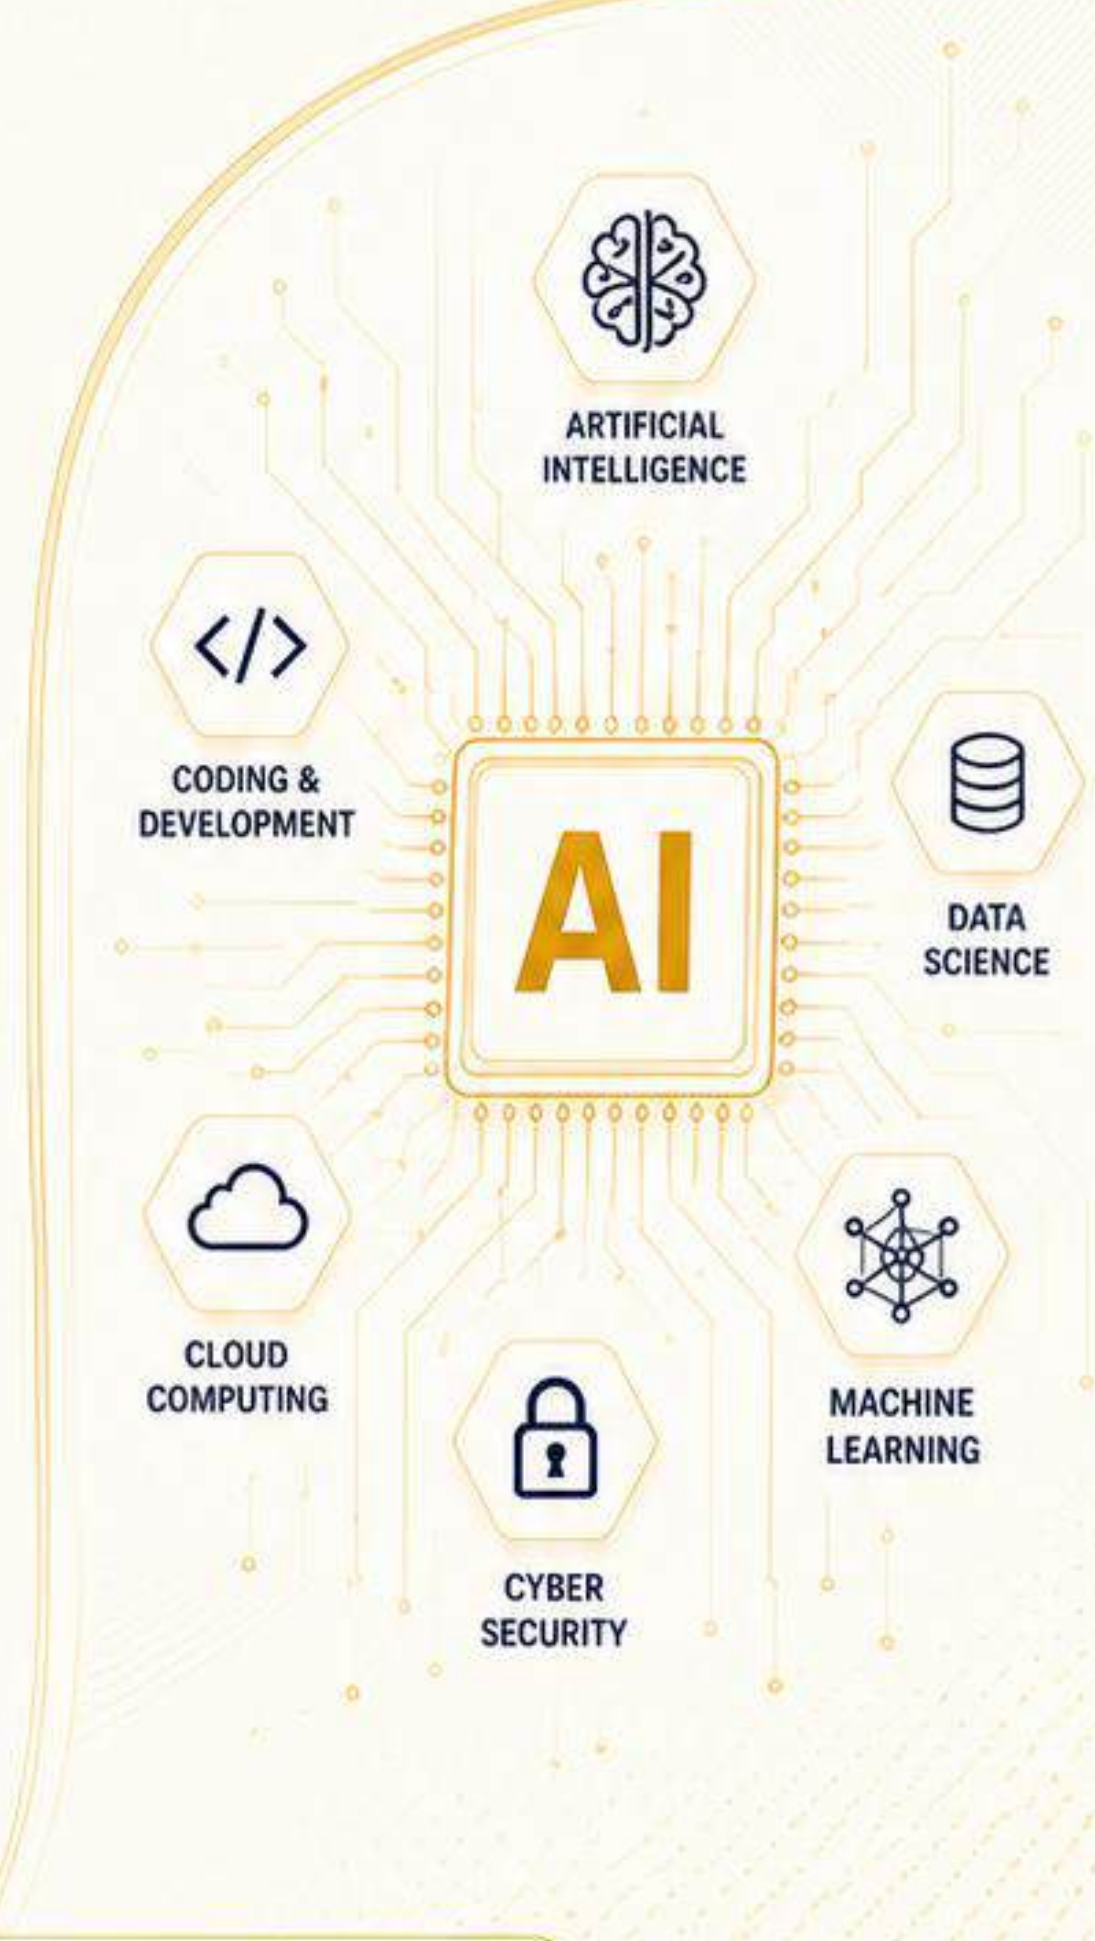 ARTIFICIAL
INTELLIGENCE
</>
CODING &
DEVELOPMENT
AI
DATA
SCIENCE
CLOUD
COMPUTING
MACHINE
LEARNING
CYBER
SECURITY